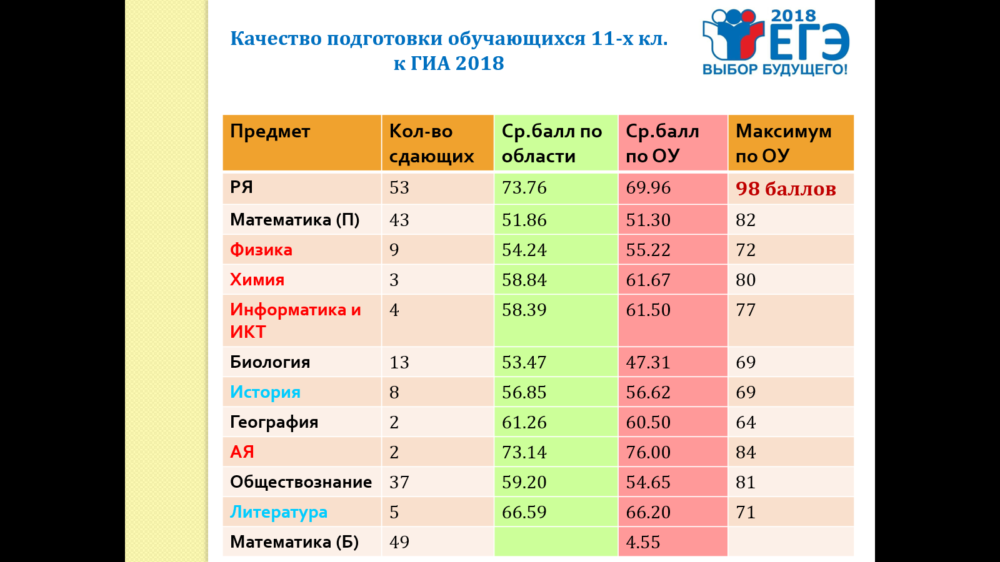 Качество подготовки обучающихся 11-х кл.
к ГИА 2018
2018
ЕГЭ
ВЫБОР БУДУЩЕГО!
Предмет Кол-во сдающих Ср.балл по области Ср.балл по ОУ Максимум по ОУ
РЯ 53 73.76 69.96 98 баллов
Математика (П) 43 51.86 51.30 82
Физика 9 54.24 55.22 72
Химия 3 58.84 61.67 80
Информатика и ИКТ 4 58.39 61.50 77
Биология 13 53.47 47.31 69
История 8 56.85 56.62 69
География 2 61.26 60.50 64
АЯ 2 73.14 76.00 84
Обществознание 37 59.20 54.65 81
Литература 5 66.59 66.20 71
Математика (Б) 49 4.55